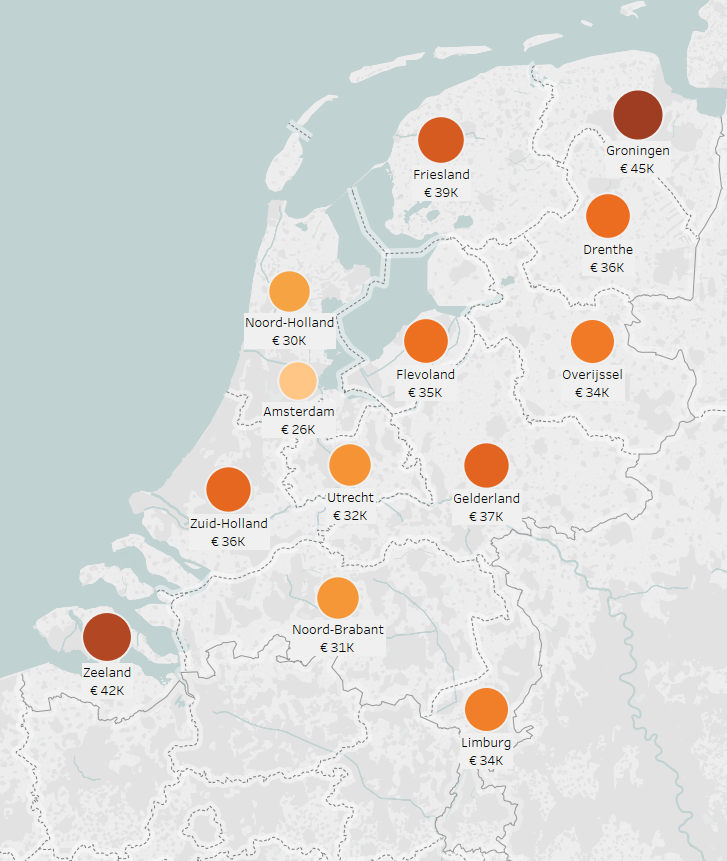 Groningen
€ 45K
Friesland
€ 39K
Drenthe
€ 36K
Noord-Holland
€ 30K
Flevoland
€ 35K
Overijssel
€ 34K
Amsterdam
€ 26K
Utrecht
€ 32K
Gelderland
€ 37K
Zuid-Holland
€ 36K
Noord-Brabant
€ 31K
Zeeland
€ 42K
Limburg
€ 34K